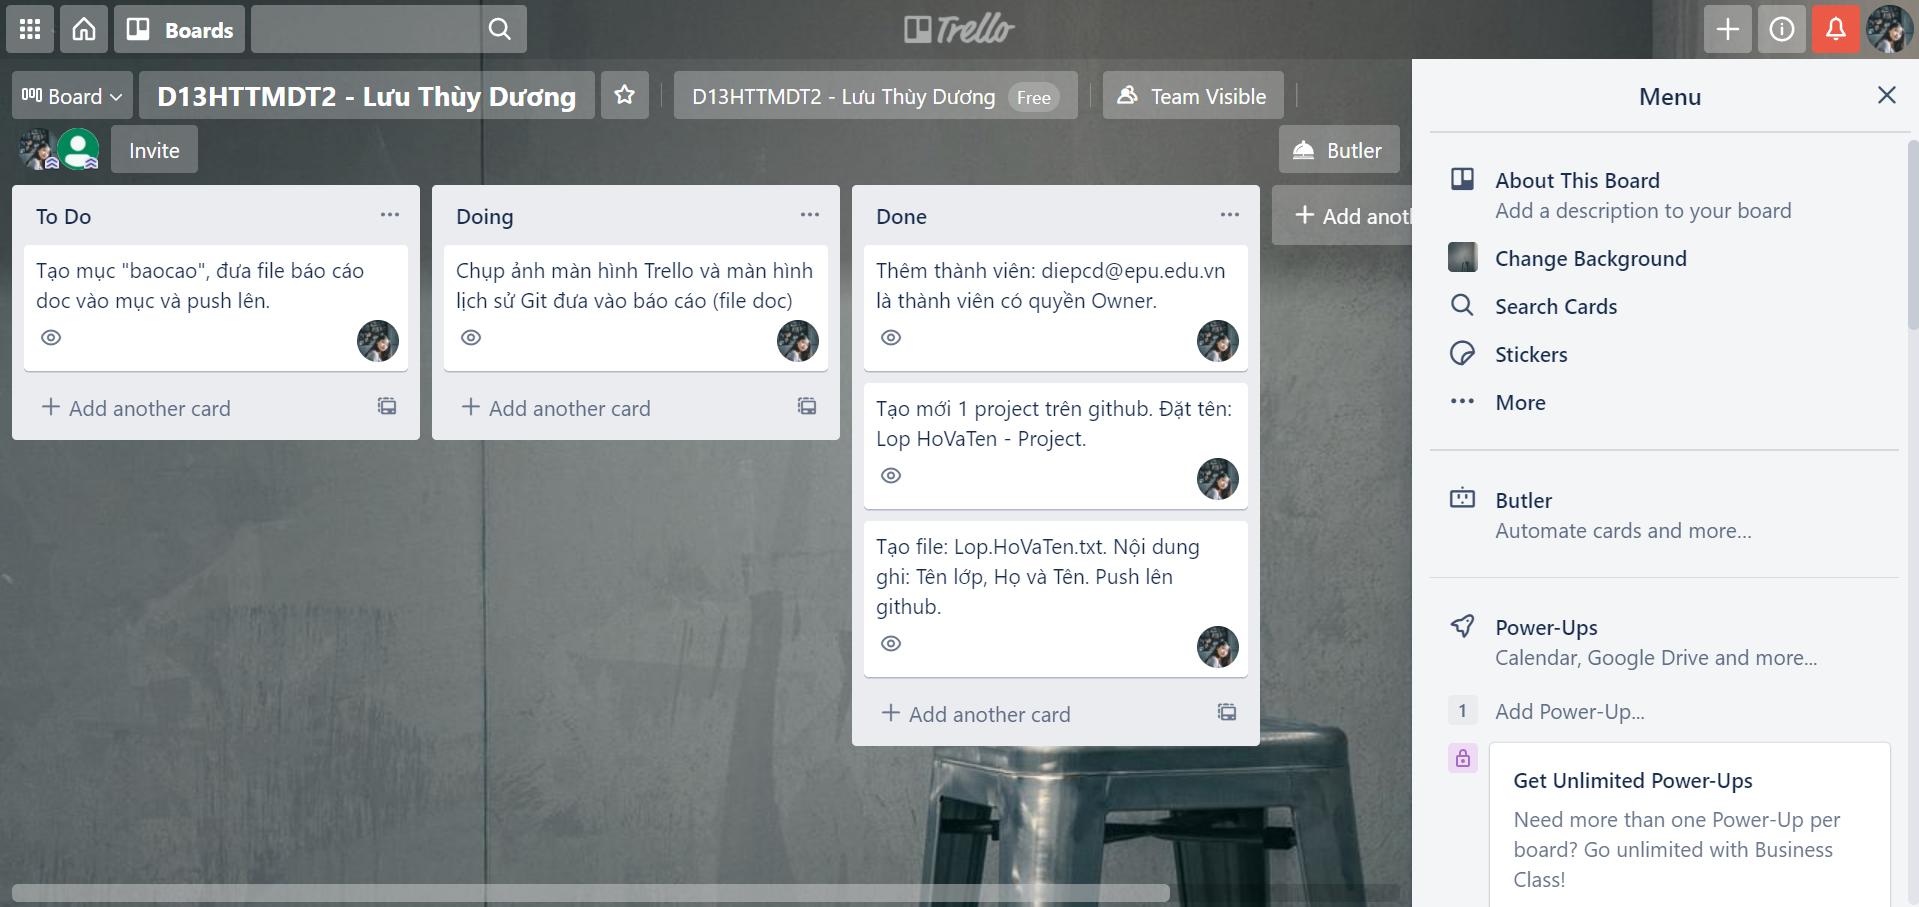 Boards
Trello
Board
D13HTTMDT2 - Lưu Thùy Dương
D13HTTMDT2 - Lưu Thùy Dương Free
Team Visible
Invite
Butler
To Do
Tạo mục "baocao", đưa file báo cáo
doc vào mục và push lên.
Add another card
Doing
Chụp ảnh màn hình Trello và màn hình
lịch sử Git đưa vào báo cáo (file doc)
Add another card
Done
Thêm thành viên: diepcd@epu.edu.vn
là thành viên có quyền Owner.
Tạo mới 1 project trên github. Đặt tên:
Lop HoVaTen - Project.
Tạo file: Lop.HoVaTen.txt. Nội dung
ghi: Tên lớp, Họ và Tên. Push lên
github.
Add another card
Add anot
Menu
About This Board
Add a description to your board
Change Background
Search Cards
Stickers
More
Butler
Automate cards and more...
Power-Ups
Calendar, Google Drive and more...
1
Add Power-Up...
Get Unlimited Power-Ups
Need more than one Power-Up per
board? Go unlimited with Business
Class!